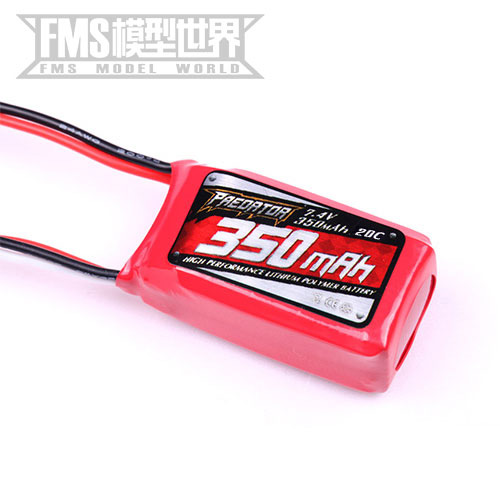 FMS模型世界
FMS MODEL WORLD
PREDATOR
7.4V
350mAh 20C
350mAh
HIGH PERFORMANCE LITHIUM POLYMER BATTERY